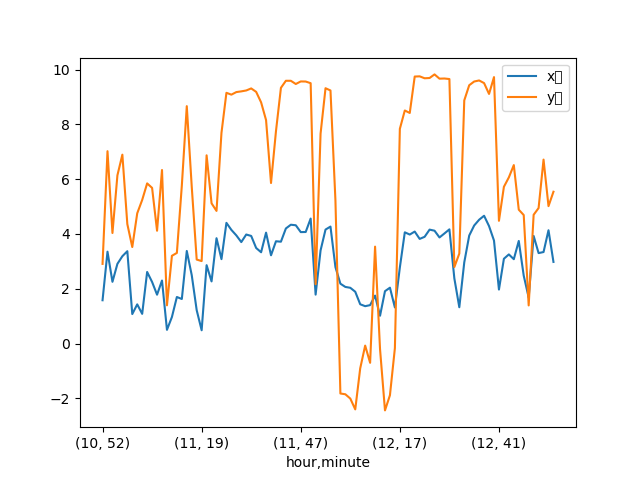 10
8
6
4
2
0
−2
x
y
(10, 52) (11, 19) (11, 47) (12, 17) (12, 41)
hour,minute